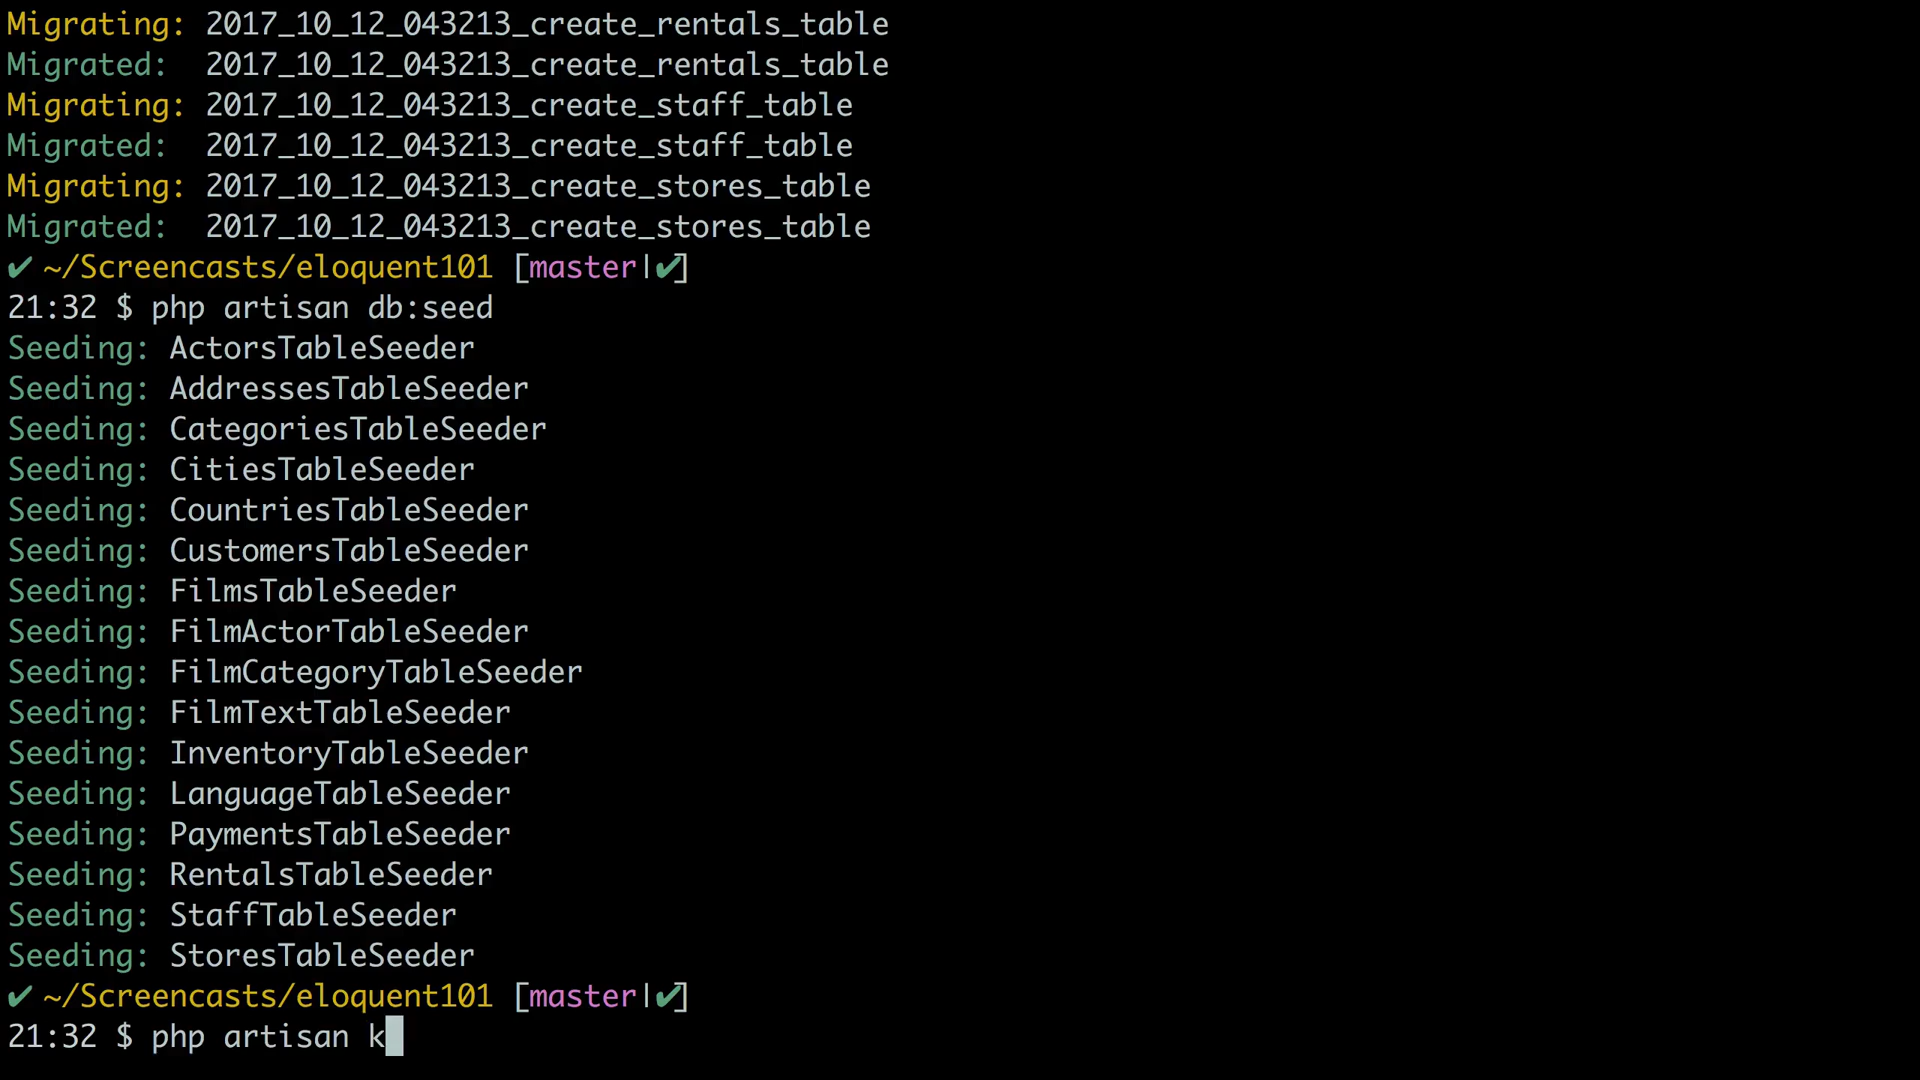 Migrating: 2017_10_12_043213_create_rentals_table
Migrated:  2017_10_12_043213_create_rentals_table
Migrating: 2017_10_12_043213_create_staff_table
Migrated:  2017_10_12_043213_create_staff_table
Migrating: 2017_10_12_043213_create_stores_table
Migrated:  2017_10_12_043213_create_stores_table
✔ ~/Screencasts/eloquent101 [master|✔]
21:32 $ php artisan db:seed
Seeding: ActorsTableSeeder
Seeding: AddressesTableSeeder
Seeding: CategoriesTableSeeder
Seeding: CitiesTableSeeder
Seeding: CountriesTableSeeder
Seeding: CustomersTableSeeder
Seeding: FilmsTableSeeder
Seeding: FilmActorTableSeeder
Seeding: FilmCategoryTableSeeder
Seeding: FilmTextTableSeeder
Seeding: InventoryTableSeeder
Seeding: LanguageTableSeeder
Seeding: PaymentsTableSeeder
Seeding: RentalsTableSeeder
Seeding: StaffTableSeeder
Seeding: StoresTableSeeder
✔ ~/Screencasts/eloquent101 [master|✔]
21:32 $ php artisan k